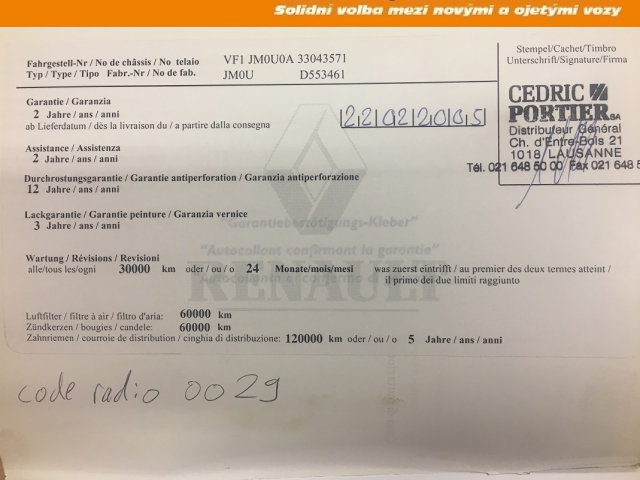 Solidní volba mezi novými a ojetými vozy
Fahrgestell-Nr / No de châssis / No telaio VF1 JM0U0A 33043571
Typ / Type / Tipo Fabr.-Nr / No de fab. JM0U D553461
Stempel/Cachet/Timbro
Unterschrift/Signature/Firma
CEDRIC
PORTIER SA
Distributeur Général
Ch. d'Entre-Bois 21
1018 LAUSANNE
Tél. 021 648 50 00 Fax 021 648 5
Garantie / Garanzia
2 Jahre / ans / anni
ab Lieferdatum / dès la livraison du / a partire dalla consegna 22022005
Assistance / Assistenza
2 Jahre / ans / anni
Durchrostungsgarantie / Garantie antiperforation / Garanzia antiperforazione
12 Jahre / ans / anni
Lackgarantie / Garantie peinture / Garanzia vernice
3 Jahre / ans / anni
"Garantiebestätigungs-Kleber"
"Autocollant confirmant la garantie"
Wartung / Révisions / Revisioni
alle/tous les/ogni 30000 km oder / ou / o 24 Monate/mois/mesi was zuerst eintrifft / au premier des deux termes atteint /
il primo dei due limiti raggiunto
RENAULT
Luftfilter / filtre à air / filtro d'aria: 60000 km
Zündkerzen / bougies / candele: 60000 km
Zahnriemen / courroie de distribution / cinghia di distribuzione: 120000 km oder / ou / o 5 Jahre / ans / anni
code radio 0029